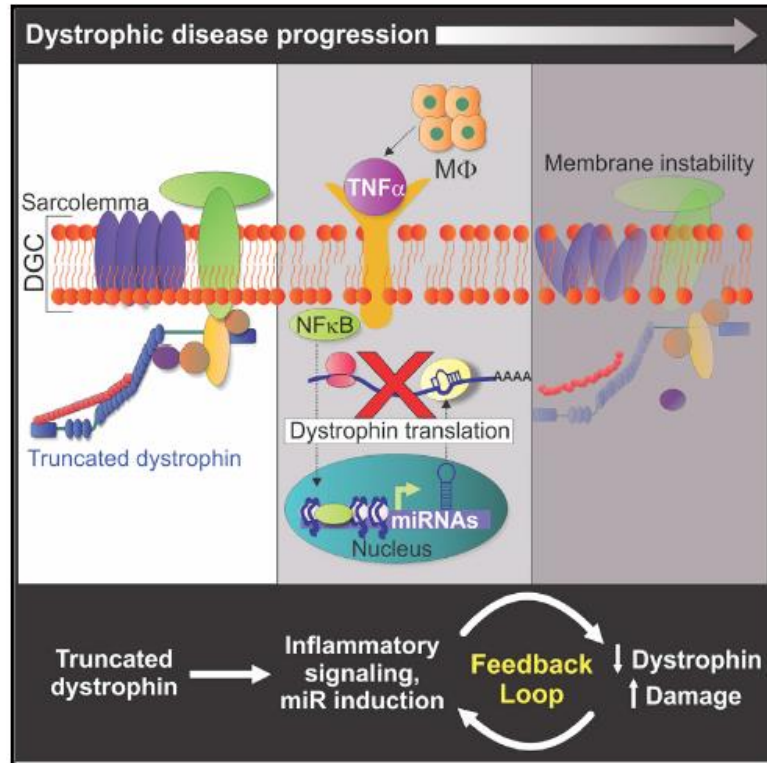 Dystrophic disease progression
Sarcolemma
DGC
Truncated dystrophin
MΦ
TNFα
NFκB
AAAA
Dystrophin translation
miRNAs
Nucleus
Membrane instability
Truncated
dystrophin
Inflammatory
signaling,
miR induction
Feedback
Loop
↓ Dystrophin
↑ Damage